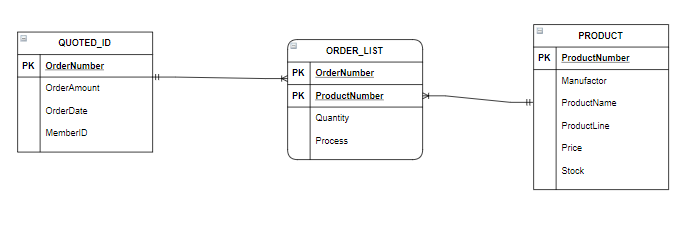 QUOTED_ID
PK OrderNumber
OrderAmount
OrderDate
MemberID
ORDER_LIST
PK OrderNumber
PK ProductNumber
Quantity
Process
PRODUCT
PK ProductNumber
Manufactor
ProductName
ProductLine
Price
Stock